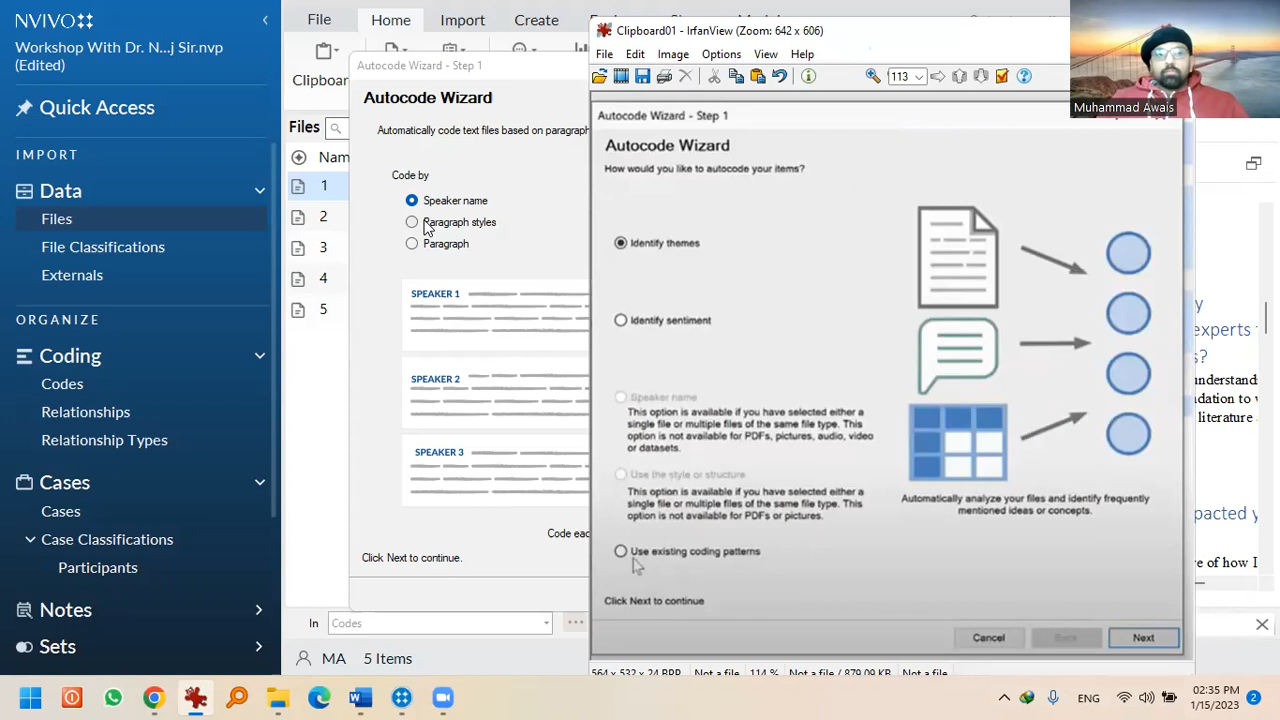 NVIVO
Workshop With Dr. N...j Sir.nvp
(Edited)
Quick Access
IMPORT
Data
Files
File Classifications
Externals
ORGANIZE
Coding
Codes
Relationships
Relationship Types
Cases
Cases
Case Classifications
Participants
Notes
Sets
File
Home
Import
Create
Clipboar
Files
Nam
1
2
3
4
5
In
Codes
MA
5 Items
Autocode Wizard - Step 1
Autocode Wizard
Automatically code text files based on paragraph
Code by
Speaker name
Paragraph styles
Paragraph
SPEAKER 1
SPEAKER 2
SPEAKER 3
Code eac
Click Next to continue.
Clipboard01 - IrfanView (Zoom: 642 x 606)
File Edit Image Options View Help
113
Autocode Wizard - Step 1
Autocode Wizard
How would you like to autocode your items?
Identify themes
Identify sentiment
Speaker name
This option is available if you have selected either a
single file or multiple files of the same file type. This
option is not available for PDFs, pictures, audio, video
or datasets.
Use the style or structure
This option is available if you have selected either a
single file or multiple files of the same file type. This
option is not available for PDFs or pictures.
Use existing coding patterns
Automatically analyze your files and identify frequently
mentioned ideas or concepts.
Click Next to continue
Cancel
Back
Next
564 x 532 x 24 BPP Not a file 114 % Not a file / 879.09 KB Not a file
Muhammad Awais
y
experts
s?
understand
dation to
literature
pacted y
e of how I
ENG
02:35 PM
1/15/2023
2